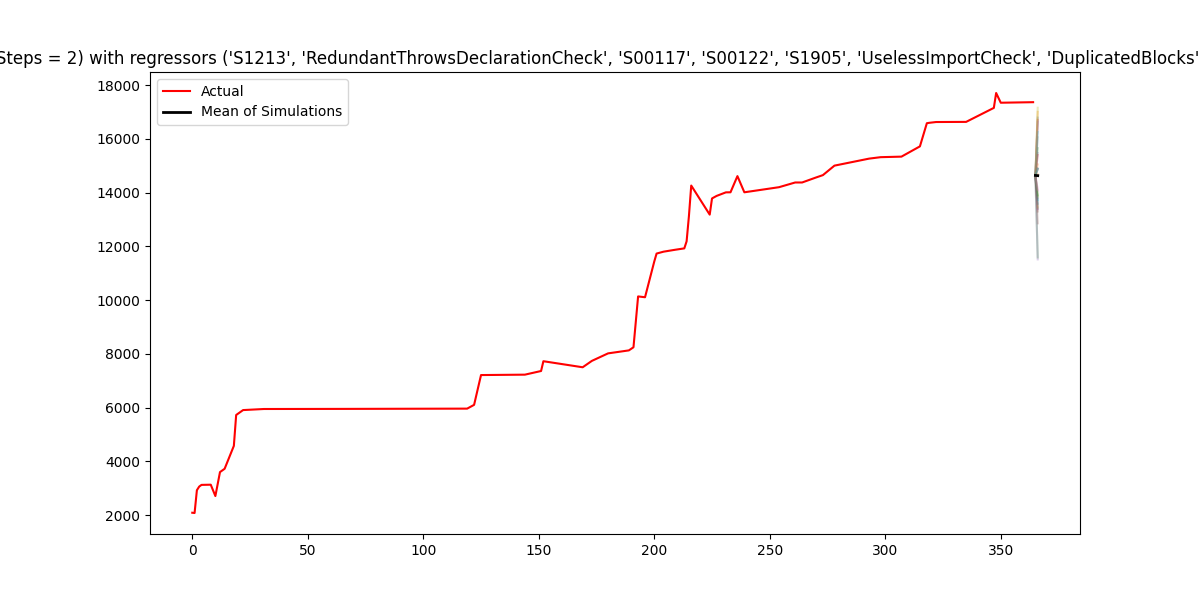 Steps = 2) with regressors ('S1213', 'RedundantThrowsDeclarationCheck', 'S00117', 'S00122', 'S1905', 'UselessImportCheck', 'DuplicatedBlocks'
Actual
Mean of Simulations
18000
16000
14000
12000
10000
8000
6000
4000
2000
0 50 100 150 200 250 300 350